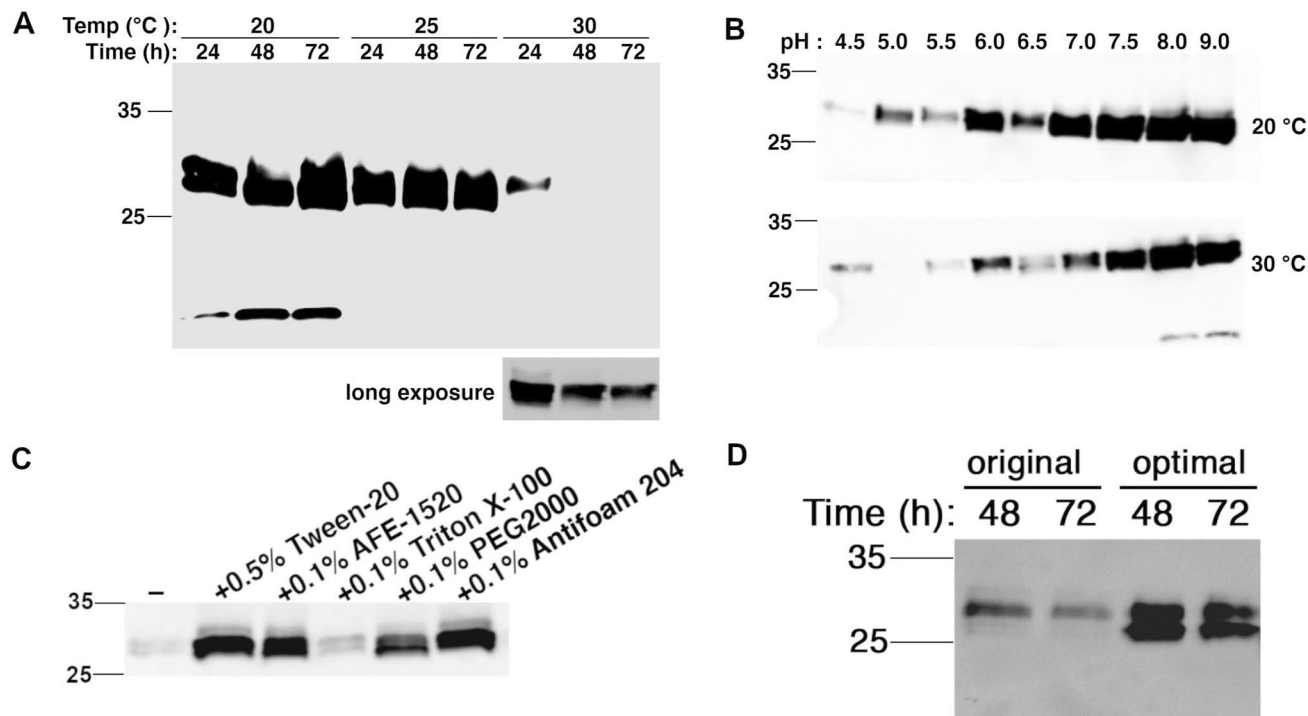 A
Temp (°C ): 20 25 30
Time (h): 24 48 72 24 48 72 24 48 72
35
25
long exposure
B
pH : 4.5 5.0 5.5 6.0 6.5 7.0 7.5 8.0 9.0
35
25
20 °C
35
25
30 °C
C
– +0.5% Tween-20 +0.1% AFE-1520 +0.1% Triton X-100 +0.1% PEG2000 +0.1% Antifoam 204
35
25
D
original optimal
Time (h): 48 72 48 72
35
25